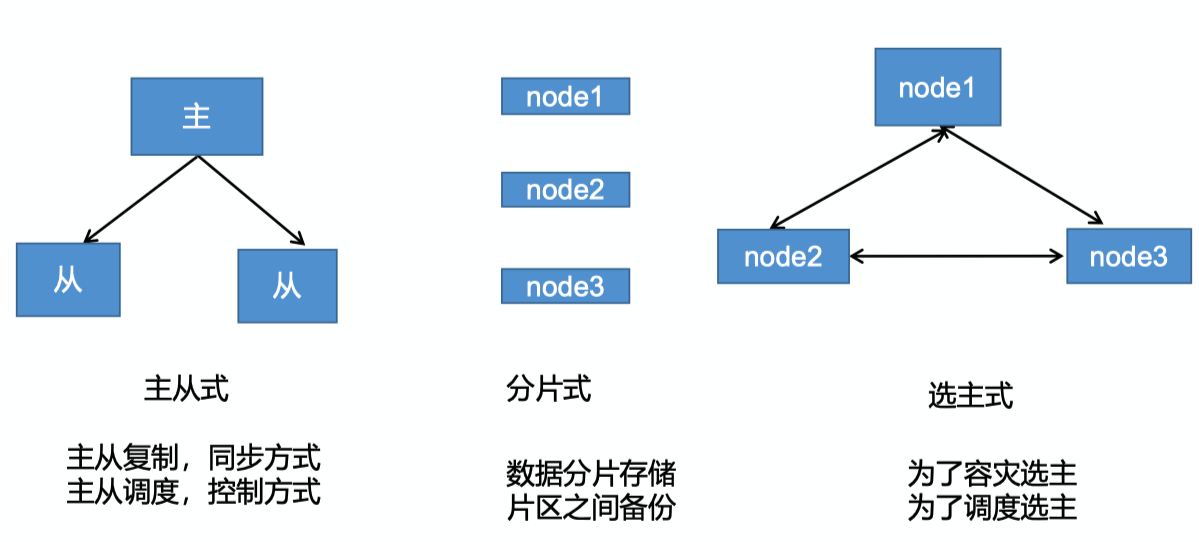 主
从
从
主从式
主从复制，同步方式
主从调度，控制方式
node1
node2
node3
分片式
数据分片存储
片区之间备份
node1
node2
node3
选主式
为了容灾选主
为了调度选主